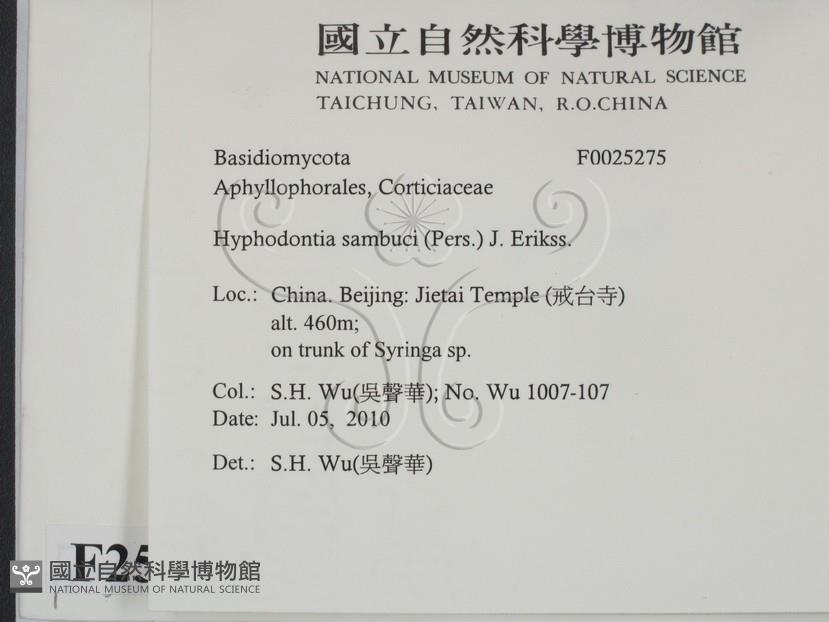 國立自然科學博物館
NATIONAL MUSEUM OF NATURAL SCIENCE
TAICHUNG, TAIWAN, R.O.CHINA
Basidiomycota F0025275
Aphyllophorales, Corticiaceae
Hyphodontia sambuci (Pers.) J. Erikss.
Loc.: China. Beijing: Jietai Temple (戒台寺)
alt. 460m;
on trunk of Syringa sp.
Col.: S.H. Wu(吳聲華); No. Wu 1007-107
Date: Jul. 05, 2010
Det.: S.H. Wu(吳聲華)
F25
國立自然科學博物館
NATIONAL MUSEUM OF NATURAL SCIENCE